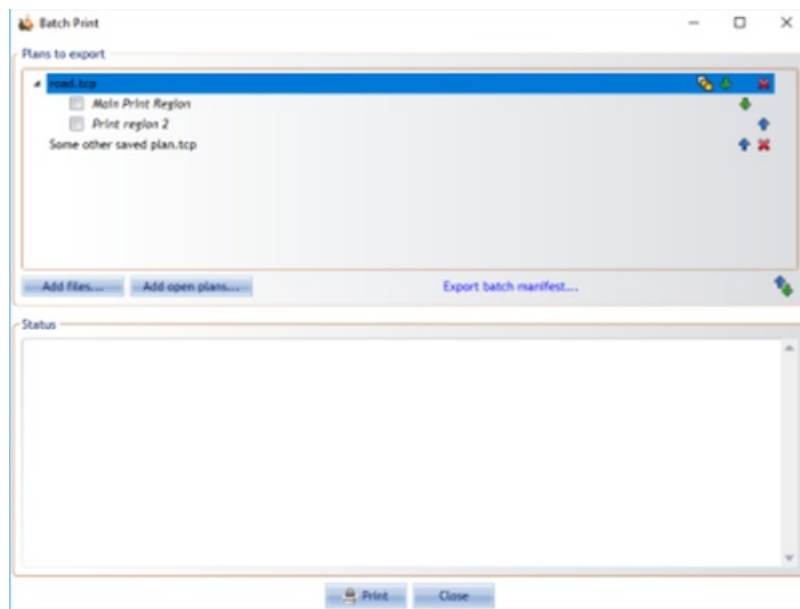 Batch Print
Plans to export
road.tcp
Main Print Region
Print region 2
Some other saved plan.tcp
Add files... Add open plans... Export batch manifest...
Status
Print Close